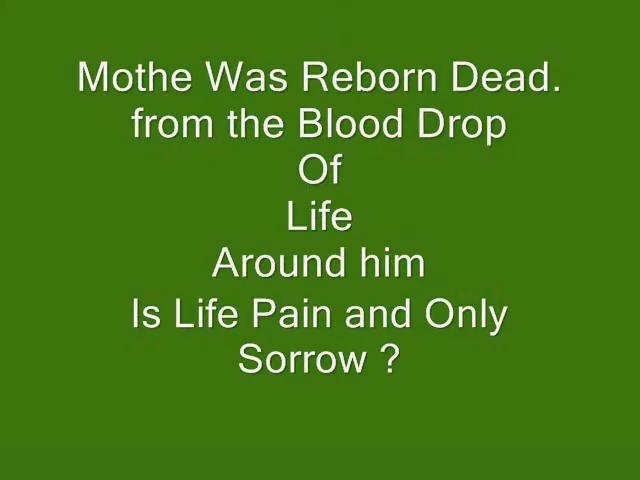 Mothe Was Reborn Dead.
from the Blood Drop
Of
Life
Around him
Is Life Pain and Only
Sorrow ?